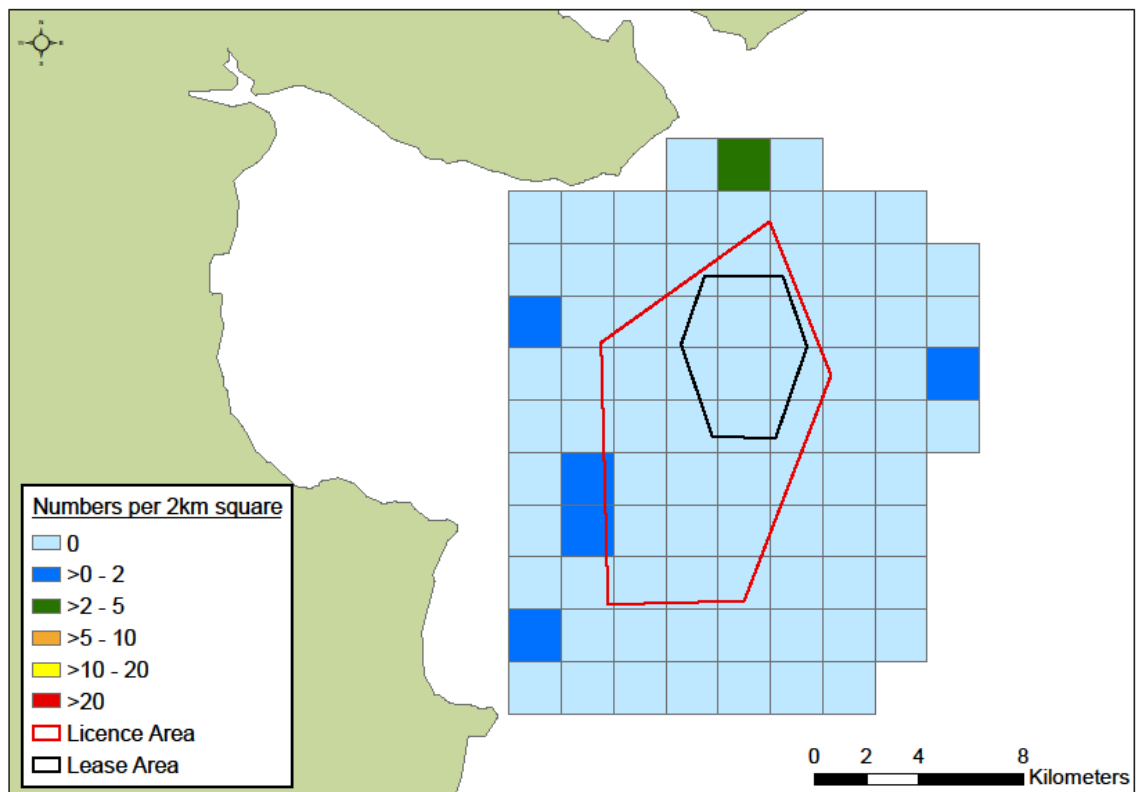 N
W E
S
Numbers per 2km square
0
>0 - 2
>2 - 5
>5 - 10
>10 - 20
>20
Licence Area
Lease Area
0 2 4 8
Kilometers